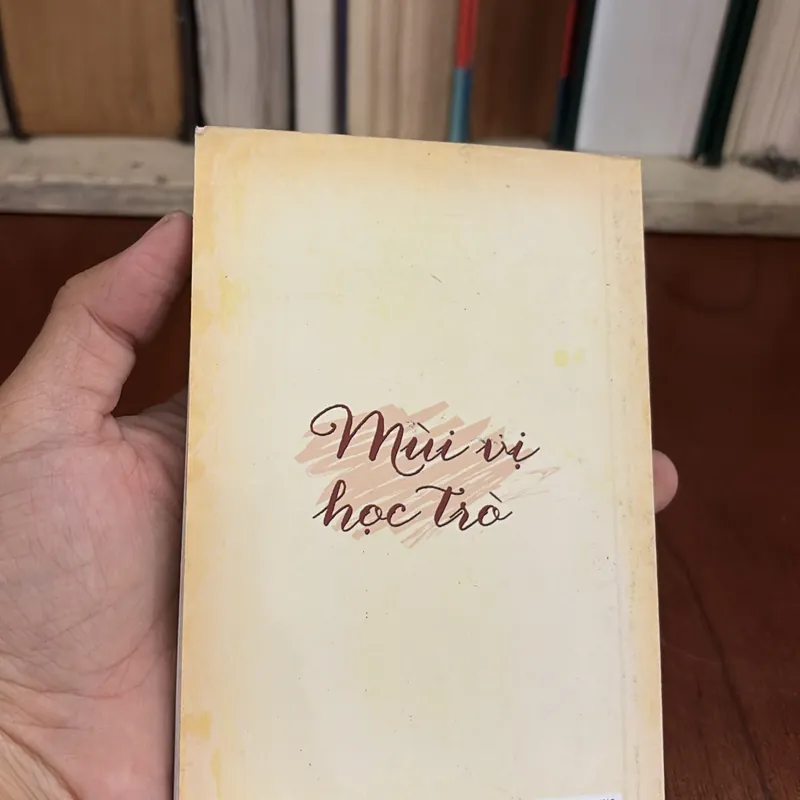 Mùi vị
học trò